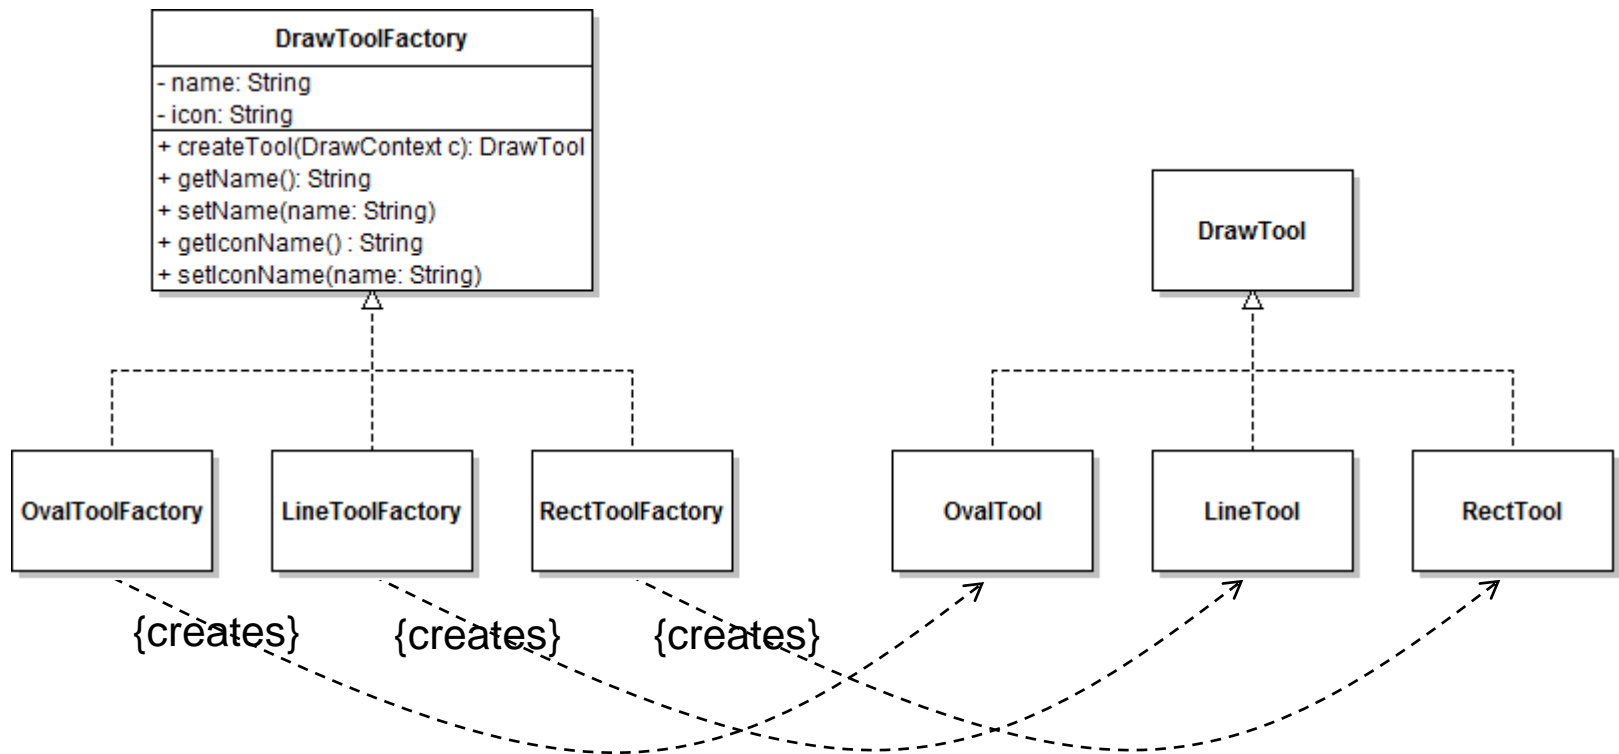 DrawToolFactory
- name: String
- icon: String
+ createTool(DrawContext c): DrawTool
+ getName(): String
+ setName(name: String)
+ getIconName() : String
+ setIconName(name: String)
DrawTool
OvalToolFactory
LineToolFactory
RectToolFactory
OvalTool
LineTool
RectTool
{creates}
{creates}
{creates}